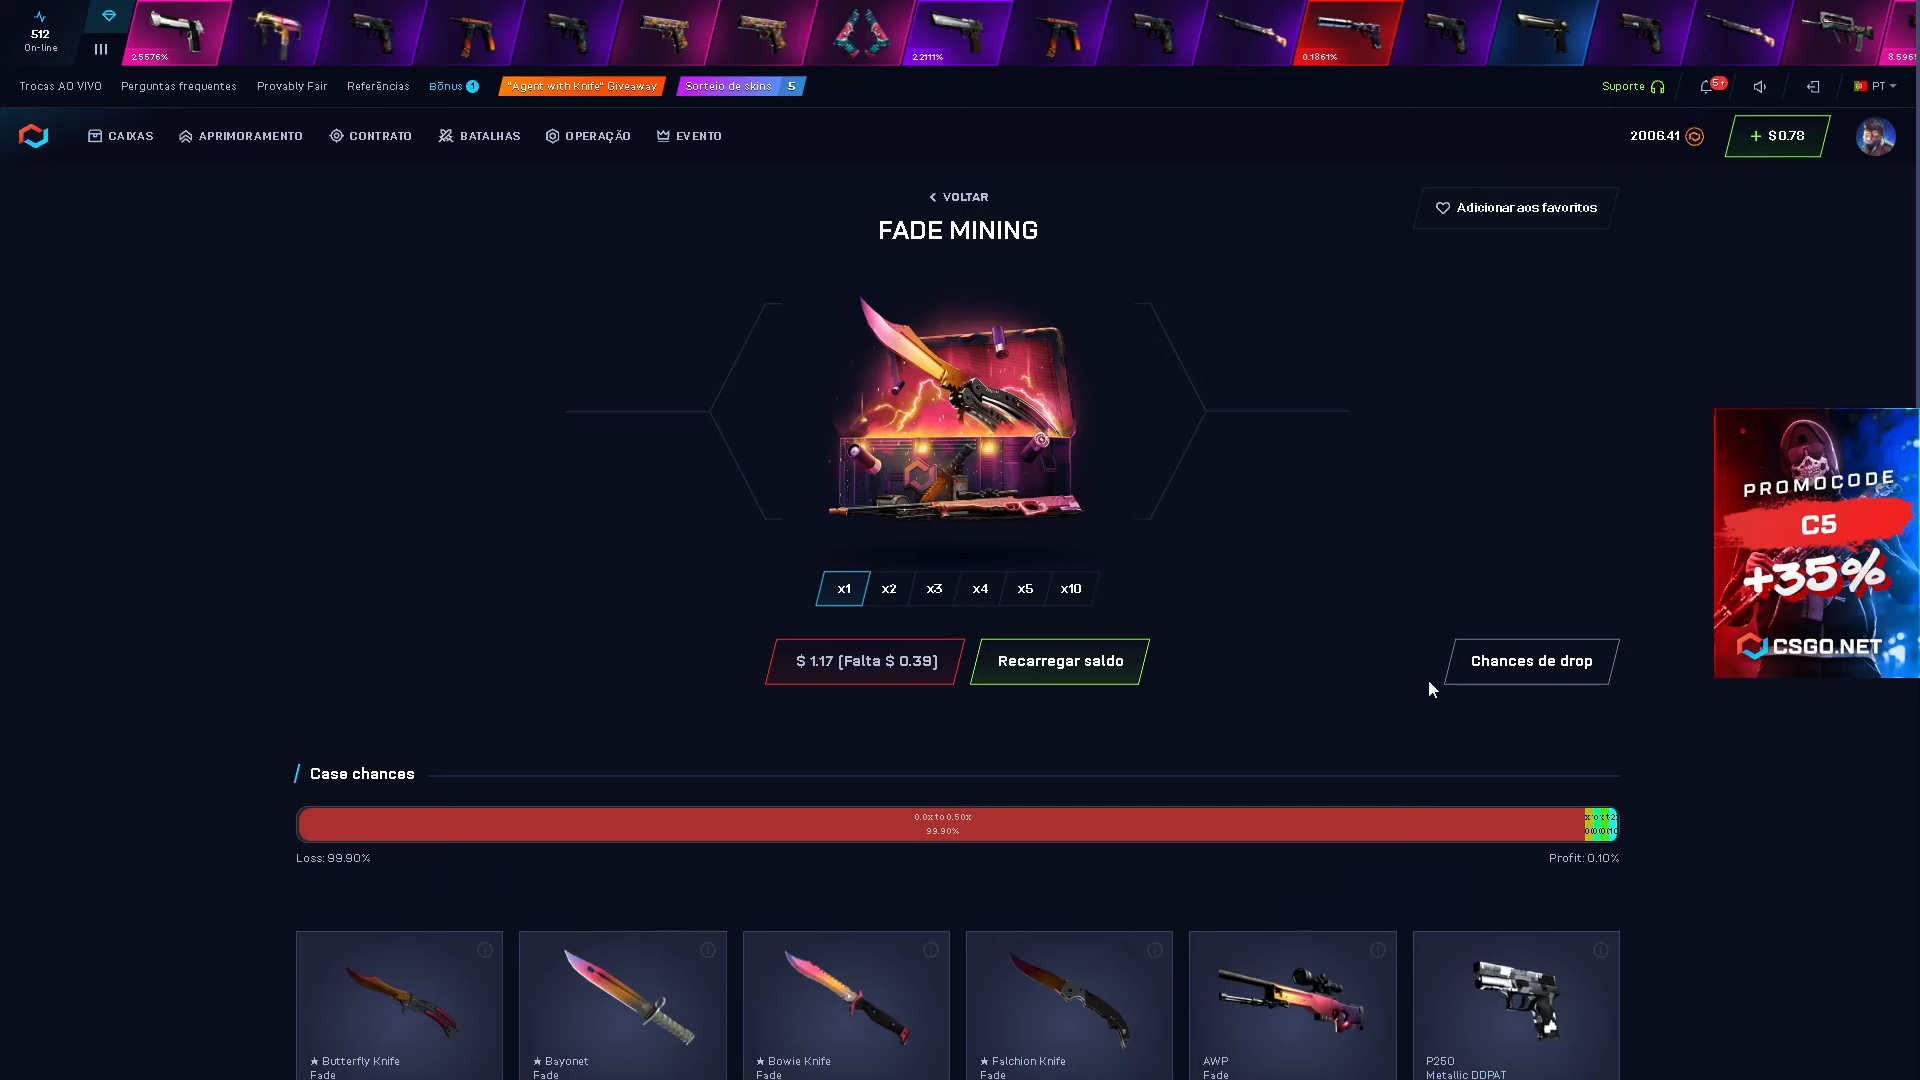 512
On-line
2.5576%
2.2111%
0.1861%
Trocas AO VIVO
Perguntas frequentes
Provably Fair
Referências
Bônus 1
"Agent with Knife" Giveaway
Sorteio de skins 5
Suporte
5+
PT
CAIXAS
APRIMORAMENTO
CONTRATO
BATALHAS
OPERAÇÃO
EVENTO
2006.41
+ $ 0.78
VOLTAR
FADE MINING
Adicionar aos favoritos
PROMOCODE
C5
+35%
CSGO.NET
x1
x2
x3
x4
x5
x10
$ 1.17 (Falta $ 0.39)
Recarregar saldo
Chances de drop
Case chances
0.0x to 0.50x
99.90%
Loss: 99.90%
Profit: 0.10%
★ Butterfly Knife
Fade
★ Bayonet
Fade
★ Bowie Knife
Fade
★ Falchion Knife
Fade
AWP
Fade
P250
Metallic DDPAT